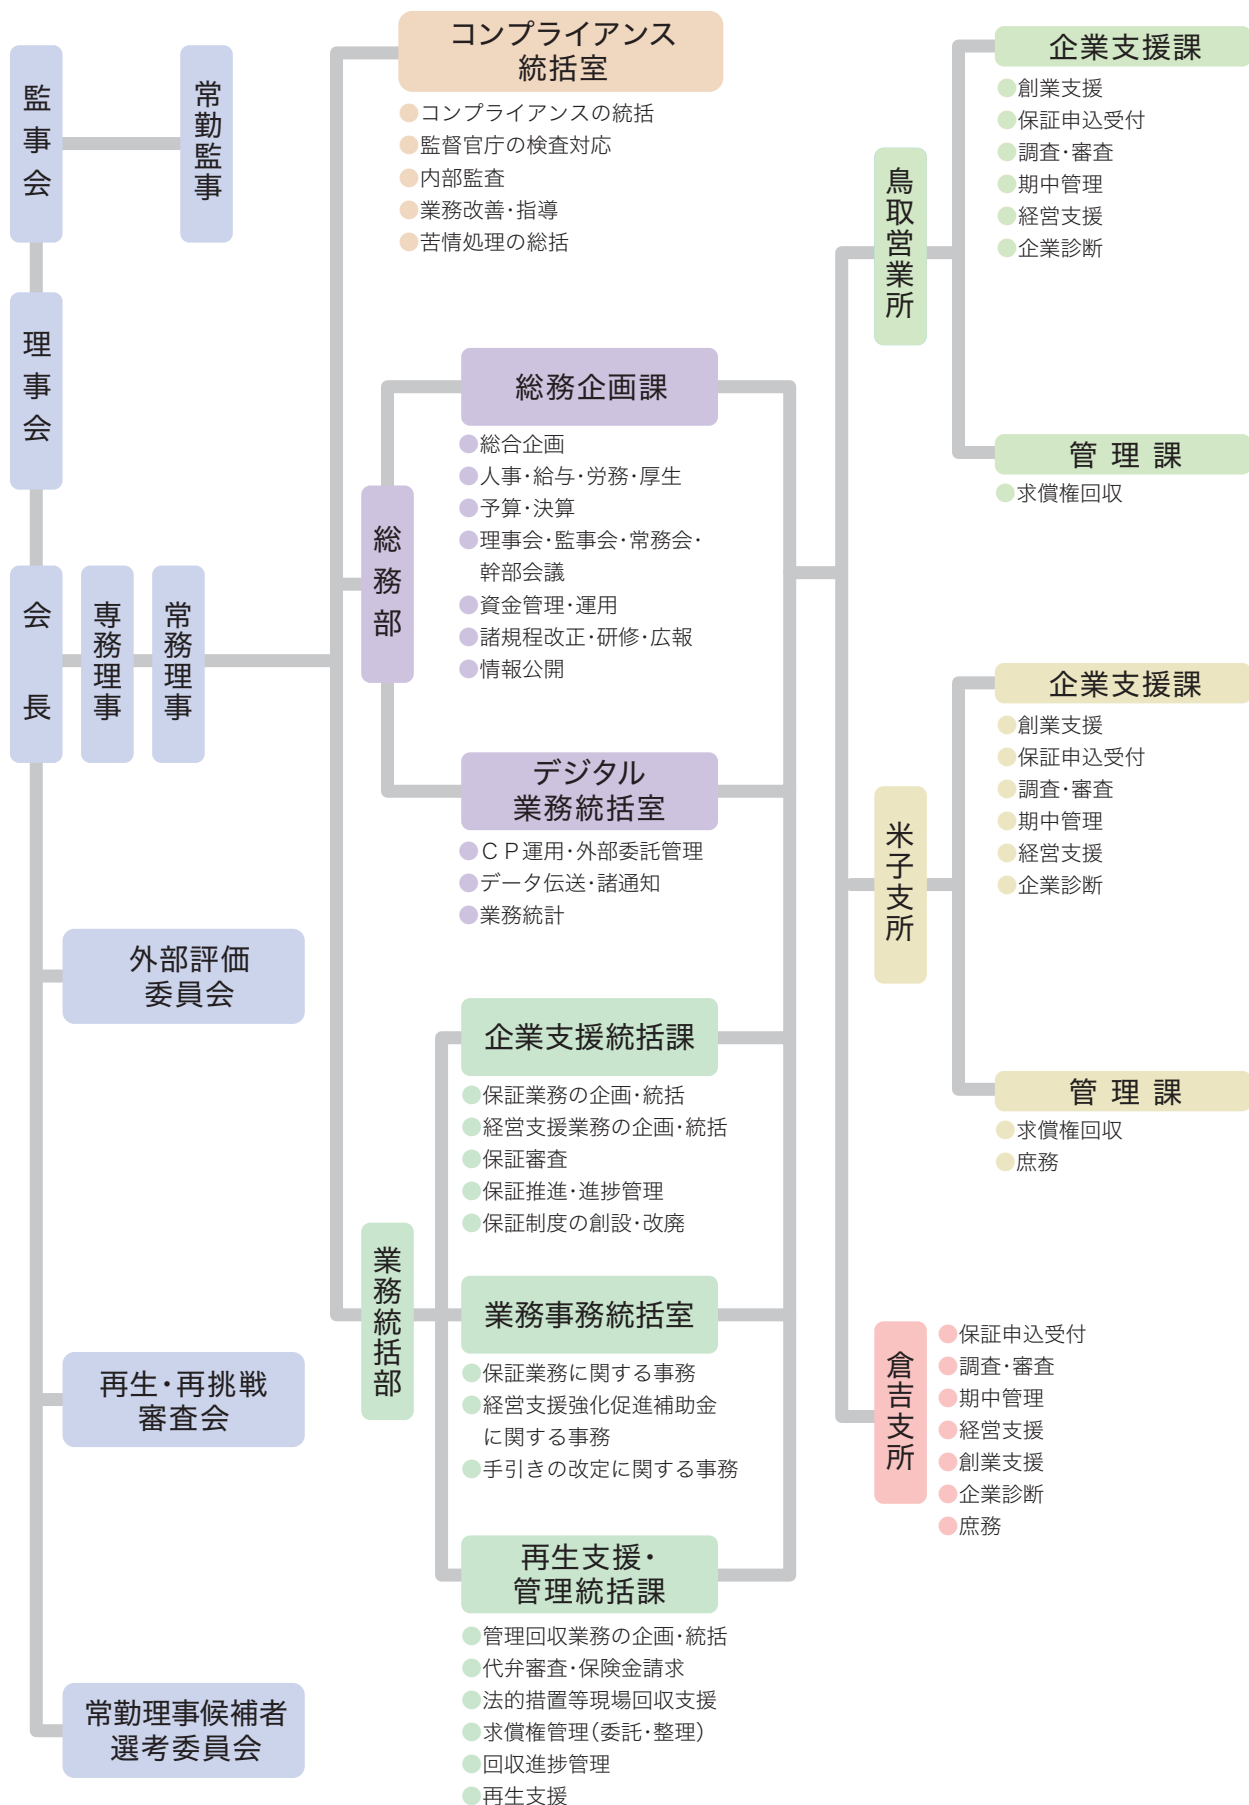 監事会
常勤監事
理事会
会長
専務理事
常務理事
外部評価
委員会
再生・再挑戦
審査会
常勤理事候補者
選考委員会
コンプライアンス
統括室
●コンプライアンスの統括
●監督官庁の検査対応
●内部監査
●業務改善・指導
●苦情処理の総括
総務部
総務企画課
●総合企画
●人事・給与・労務・厚生
●予算・決算
●理事会・監事会・常務会・
幹部会議
●資金管理・運用
●諸規程改正・研修・広報
●情報公開
デジタル
業務統括室
●CP運用・外部委託管理
●データ伝送・諸通知
●業務統計
業務統括部
企業支援統括課
●保証業務の企画・統括
●経営支援業務の企画・統括
●保証審査
●保証推進・進捗管理
●保証制度の創設・改廃
業務事務統括室
●保証業務に関する事務
●経営支援強化促進補助金
に関する事務
●手引きの改定に関する事務
再生支援・
管理統括課
●管理回収業務の企画・統括
●代弁審査・保険金請求
●法的措置等現場回収支援
●求償権管理(委託・整理)
●回収進捗管理
●再生支援
鳥取営業所
企業支援課
●創業支援
●保証申込受付
●調査・審査
●期中管理
●経営支援
●企業診断
管理課
●求償権回収
米子支所
企業支援課
●創業支援
●保証申込受付
●調査・審査
●期中管理
●経営支援
●企業診断
管理課
●求償権回収
●庶務
倉吉支所
●保証申込受付
●調査・審査
●期中管理
●経営支援
●創業支援
●企業診断
●庶務